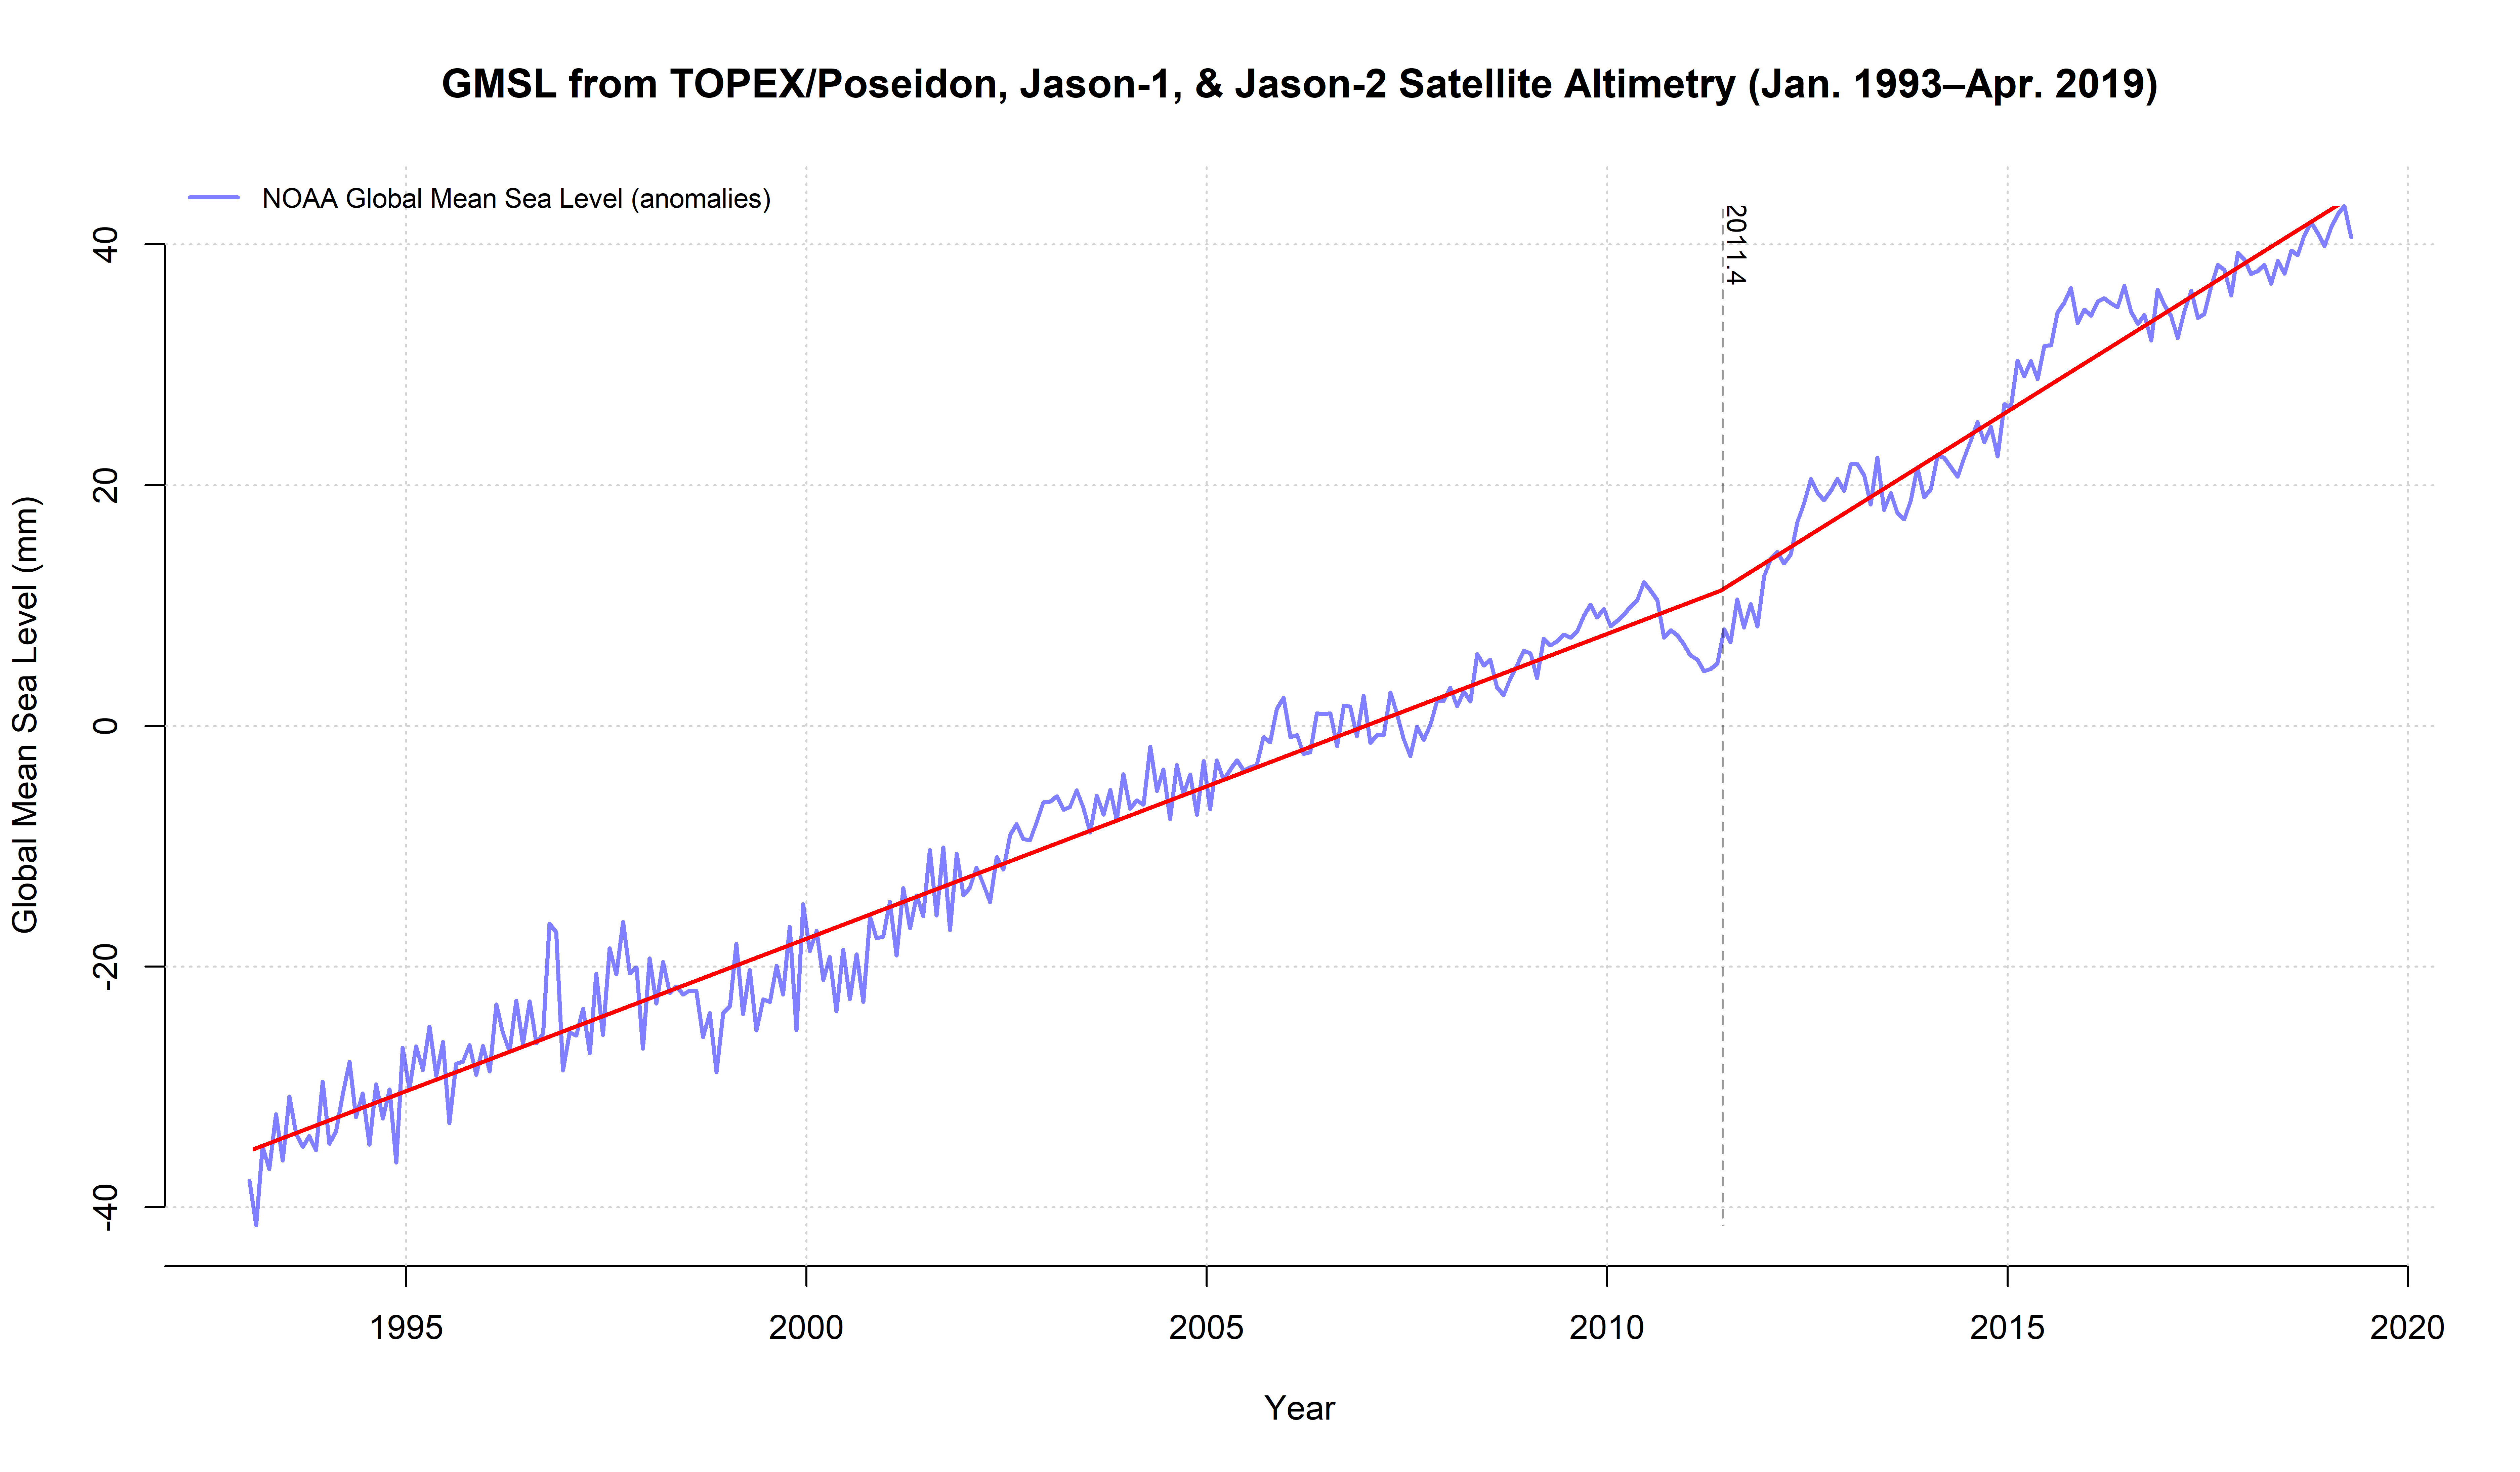 GMSL from TOPEX/Poseidon, Jason-1, & Jason-2 Satellite Altimetry (Jan. 1993–Apr. 2019)
NOAA Global Mean Sea Level (anomalies)
2011.4
Global Mean Sea Level (mm)
40
20
0
-20
-40
1995 2000 2005 2010 2015 2020
Year